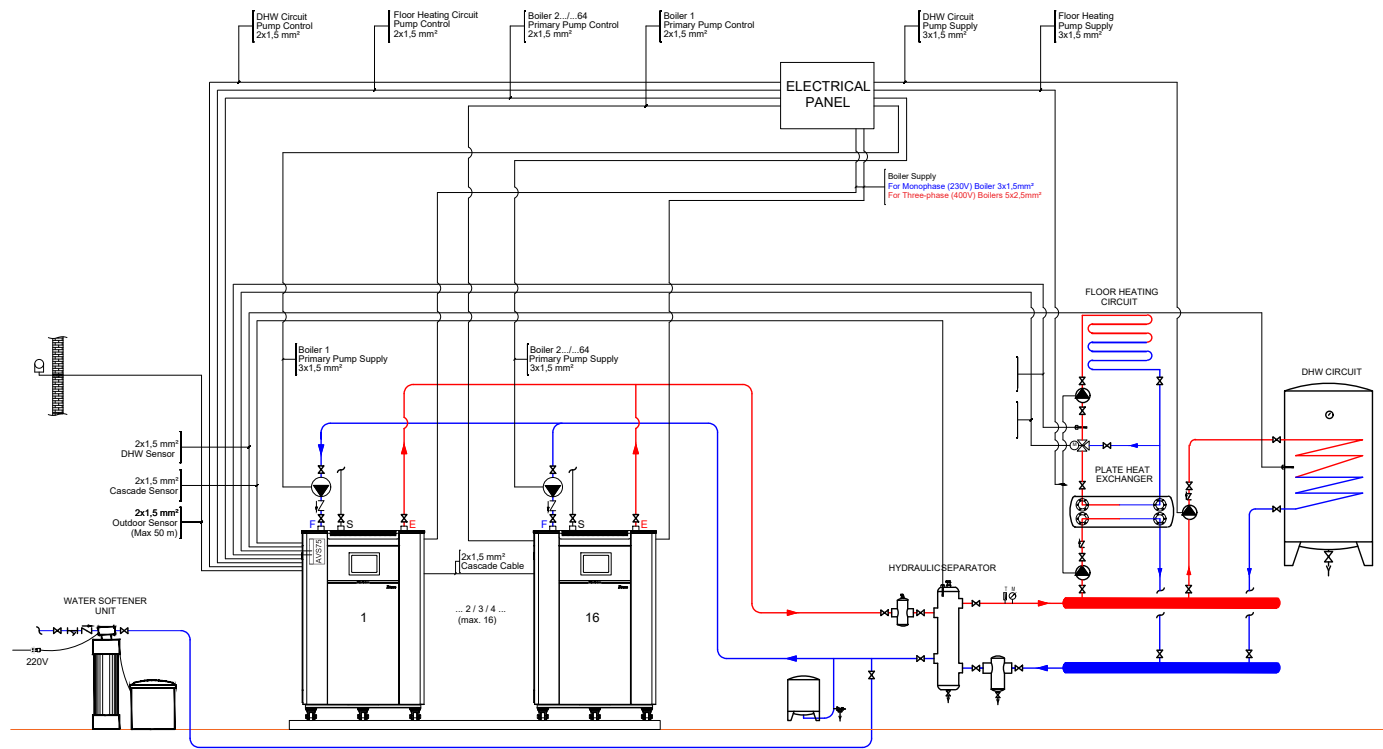 DHW Circuit
Pump Control
2x1,5 mm²
Floor Heating Circuit
Pump Control
2x1,5 mm²
Boiler 2.../...64
Primary Pump Control
2x1,5 mm²
Boiler 1
Primary Pump Control
2x1,5 mm²
DHW Circuit
Pump Supply
3x1,5 mm²
Floor Heating
Pump Supply
3x1,5 mm²
ELECTRICAL
PANEL
Boiler Supply
For Monophase (230V) Boiler 3x1,5mm²
For Three-phase (400V) Boilers 5x2,5mm²
FLOOR HEATING
CIRCUIT
Boiler 1
Primary Pump Supply
3x1,5 mm²
Boiler 2.../...64
Primary Pump Supply
3x1,5 mm²
DHW CIRCUIT
2x1,5 mm²
DHW Sensor
2x1,5 mm²
Cascade Sensor
2x1,5 mm²
Outdoor Sensor
(Max 50 m)
M
PLATE HEAT
EXCHANGER
F
S
E
F
S
E
AVS75
2x1,5 mm²
Cascade Cable
HYDRAULICSEPARATOR
T M
WATER SOFTENER
UNIT
220V
1
... 2 / 3 / 4 ...
(max. 16)
16